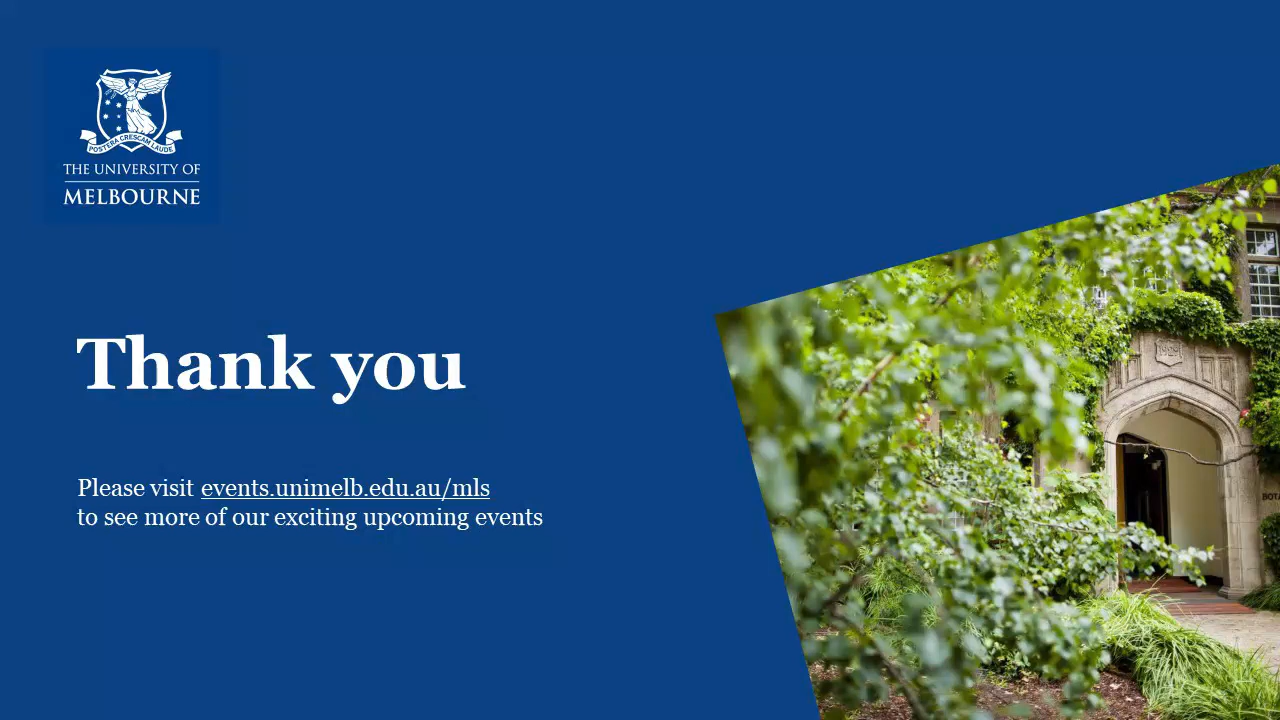 POSTERA CRESCAM LAUDE
THE UNIVERSITY OF
MELBOURNE
Thank you
Please visit events.unimelb.edu.au/mls
to see more of our exciting upcoming events